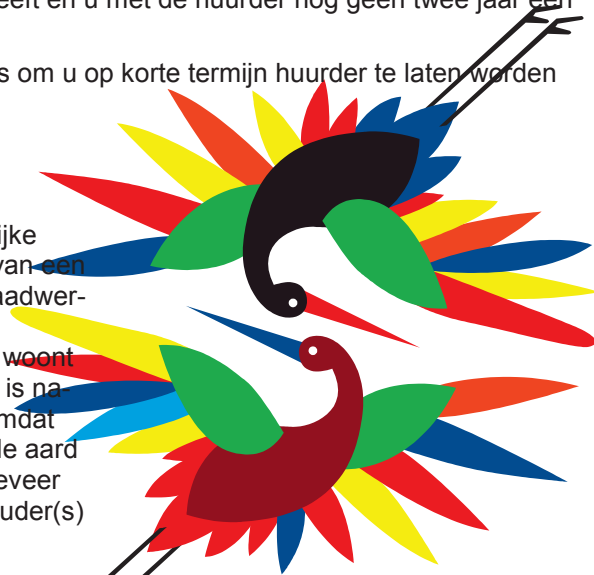 eeft en u met de huurder nog geen twee jaar een
s om u op korte termijn huurder te laten worden
ijke
van een
aadwer-
woont
is na-
mdat
de aard
eveer
uder(s)